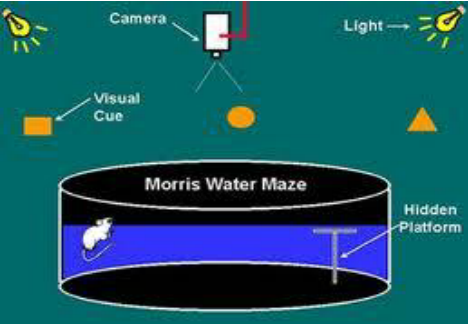 Camera
Light
Visual
Cue
Morris Water Maze
Hidden
Platform